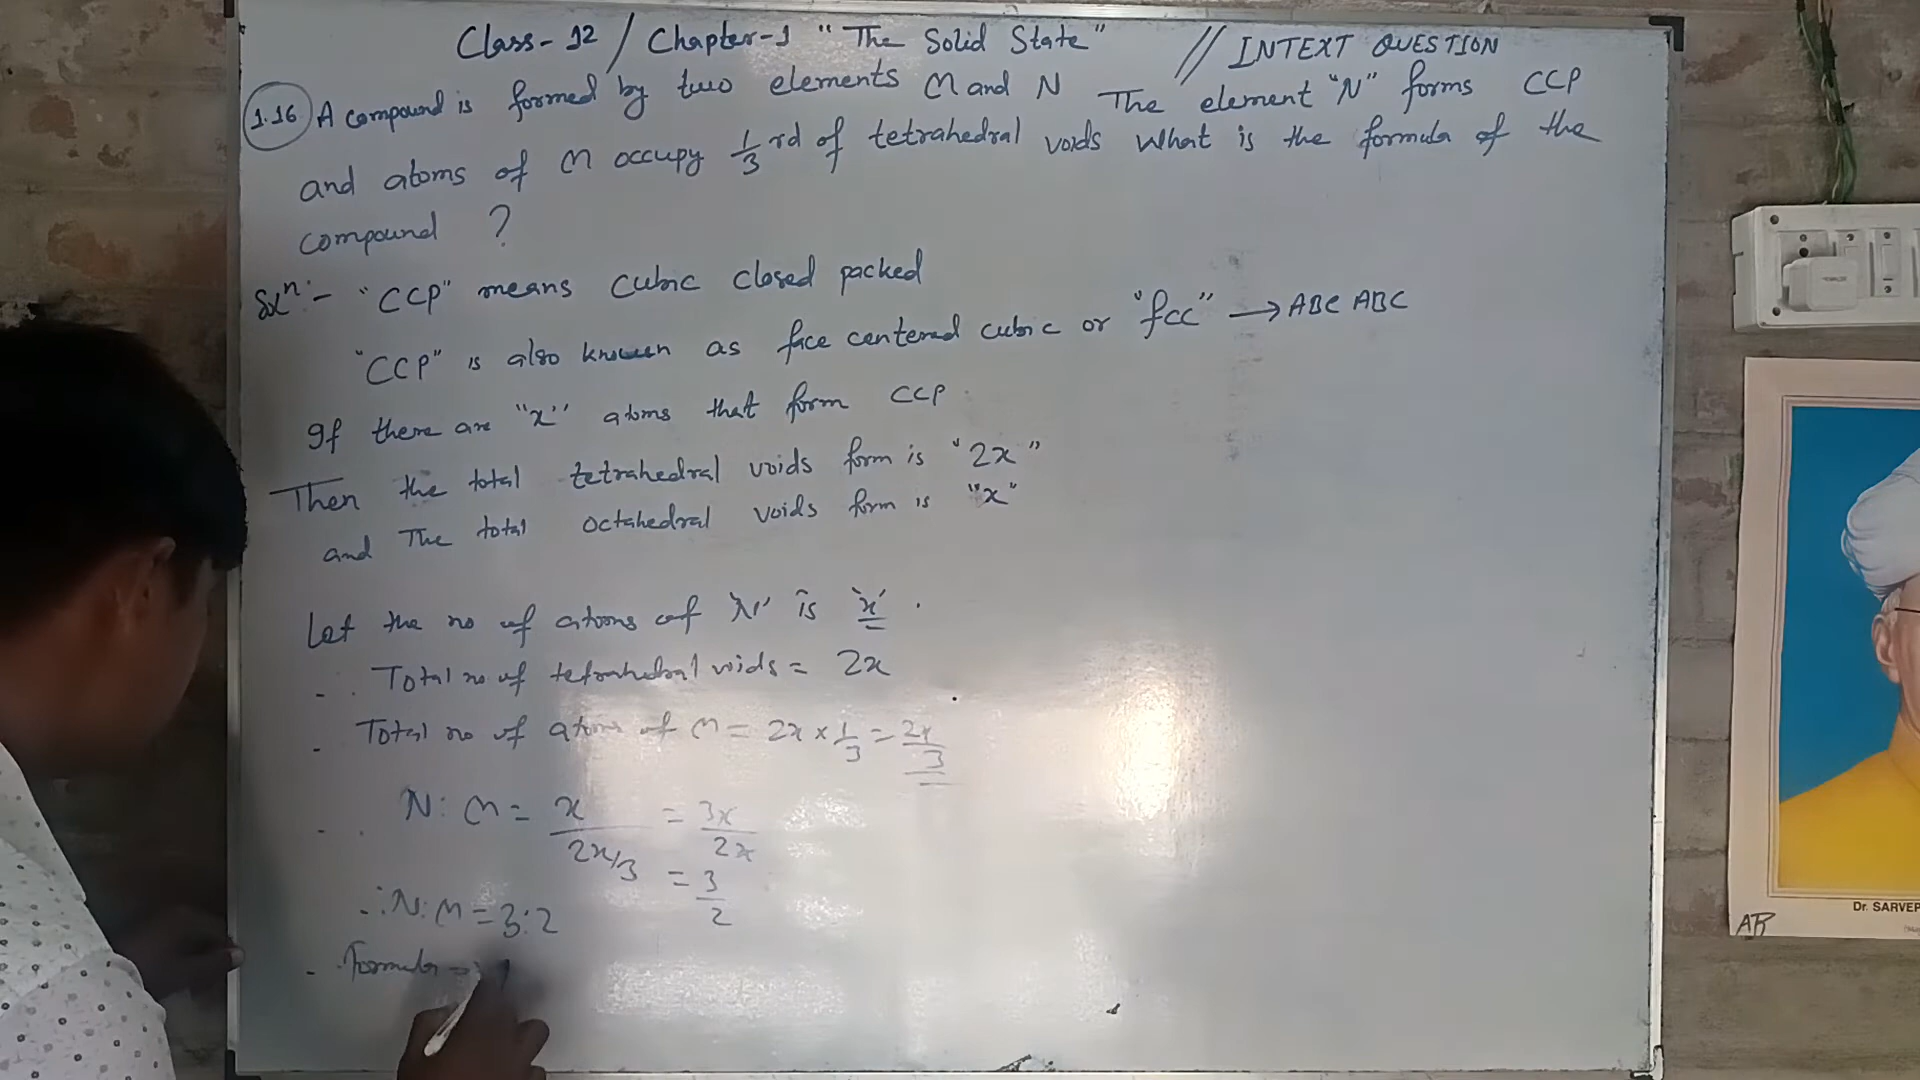 Class-12 / Chapter-1 "The Solid State" // INTEXT QUESTION
1.16 A compound is formed by two elements M and N The element "N" forms CCP
and atoms of M occupy 1/3 rd of tetrahedral voids What is the formula of the
compound ?
Solⁿ:- "CCP" means cubic closed packed
"CCP" is also known as face centered cubic or "fcc" → ABC ABC
If there are "x" atoms that form CCP.
Then the total tetrahedral voids form is "2x"
and The total octahedral voids form is "x"
Let the no of atoms of 'N' is 'x'.
∴ Total no of tetrahedral voids = 2x
∴ Total no of atoms of M = 2x × 1/3 = 2x/3
∴ N : M = x / 2x/3 = 3x/2x
= 3/2
∴ N : M = 3 : 2
∴ Formula =
Dr. SARVEP
AR